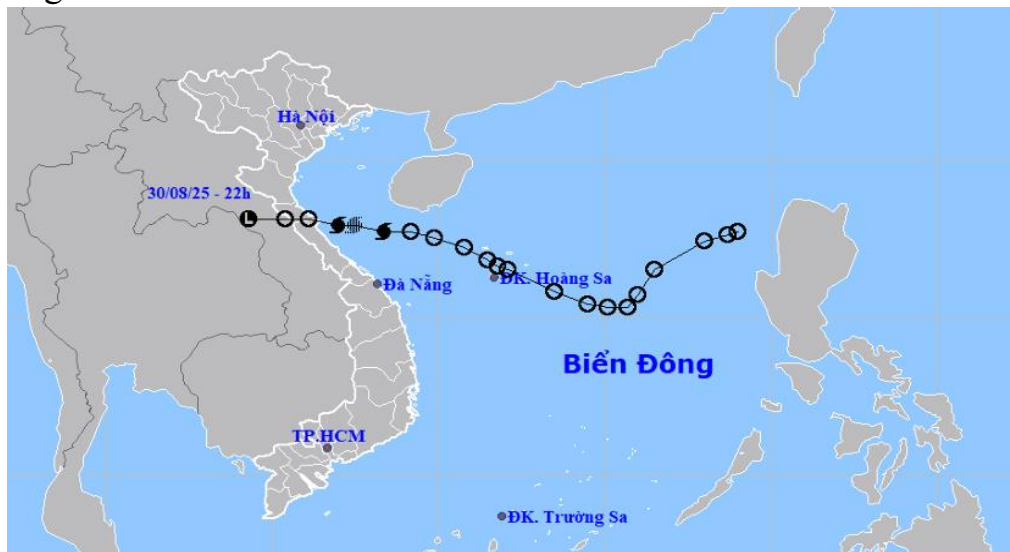 Hà Nội
30/08/25 - 22h
L
ĐK. Hoàng Sa
Đà Nẵng
Biển Đông
TP.HCM
ĐK. Trường Sa